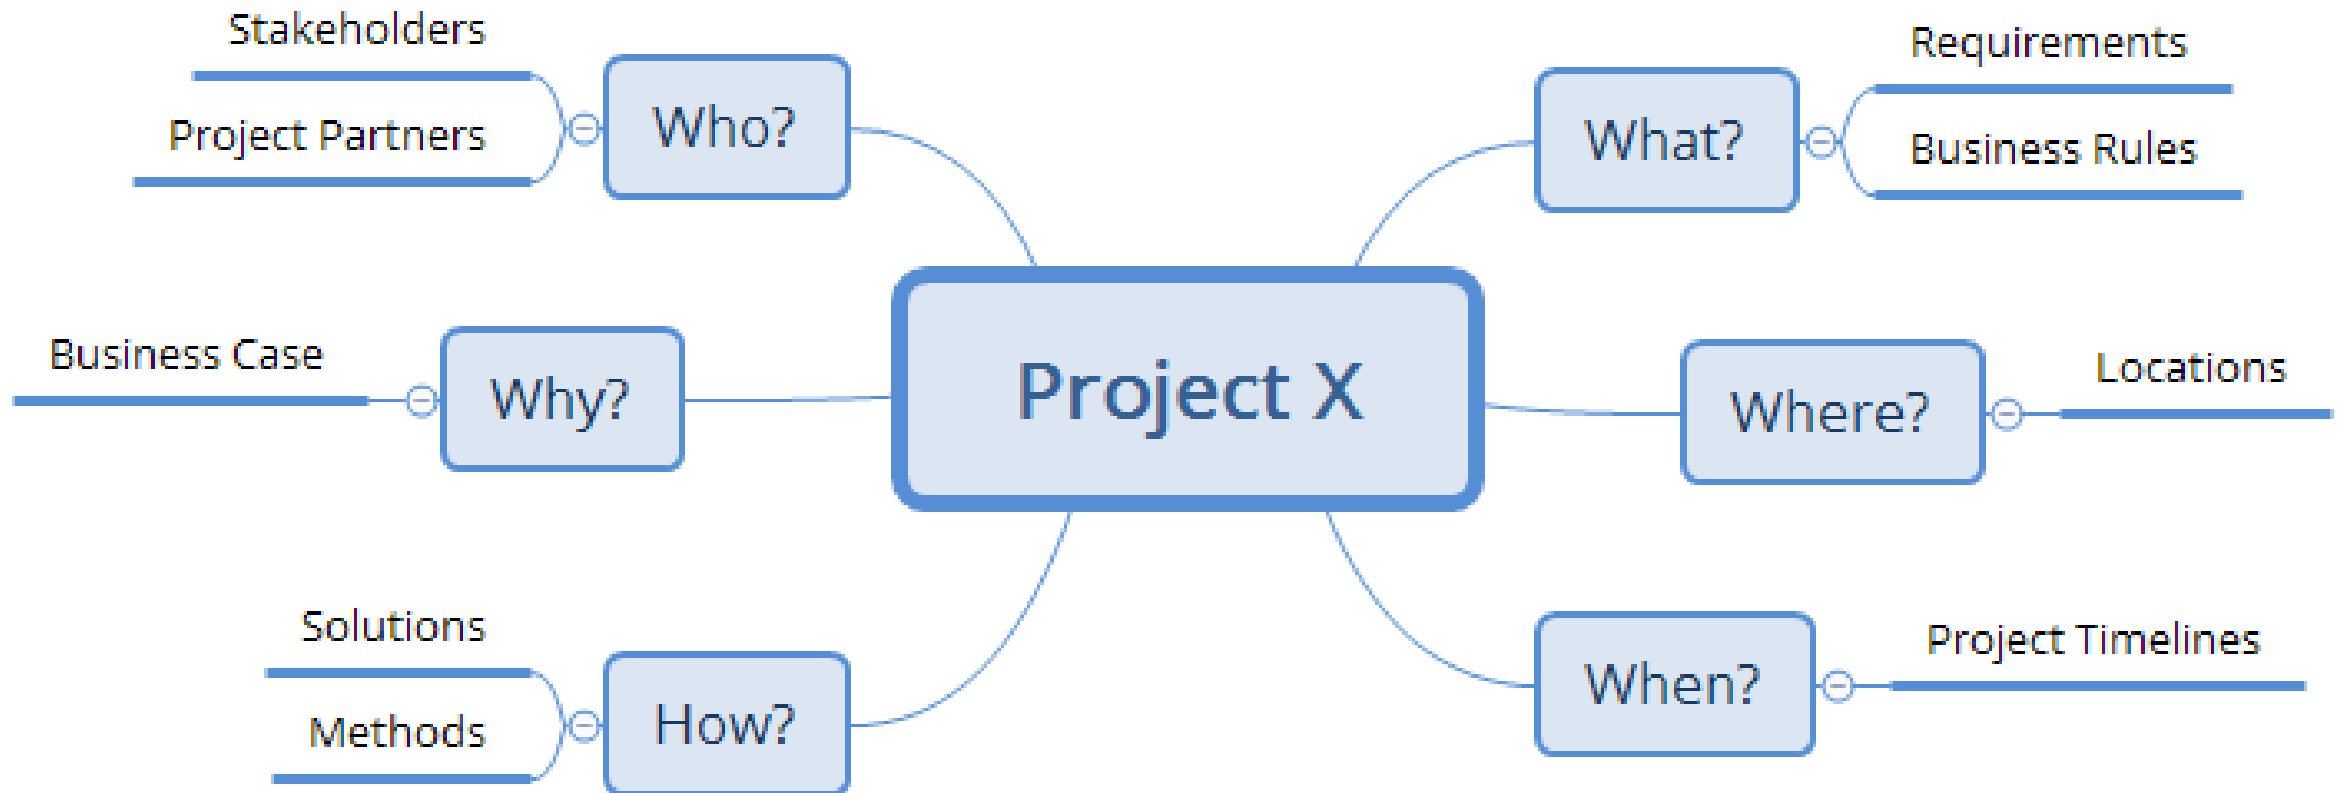 Stakeholders
Project Partners
Who?
What?
Requirements
Business Rules
Business Case
Why?
Project X
Where?
Locations
Solutions
Methods
How?
When?
Project Timelines